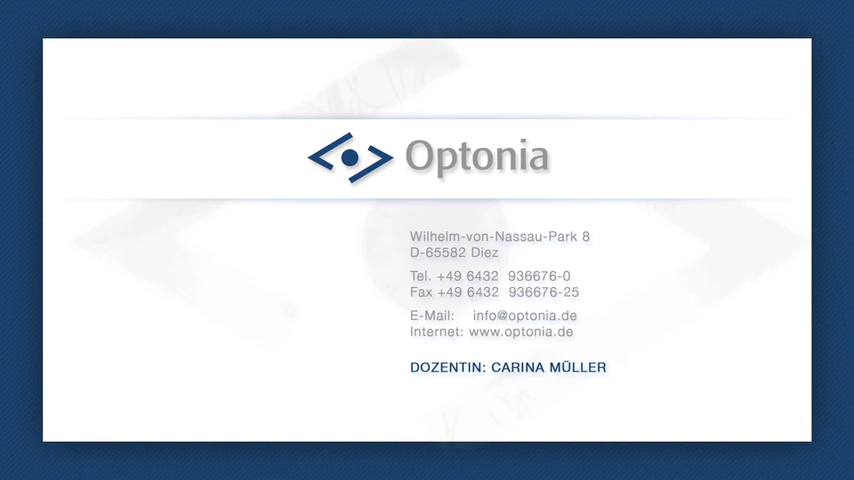 Optonia
Wilhelm-von-Nassau-Park 8
D-65582 Diez
Tel. +49 6432 936676-0
Fax +49 6432 936676-25
E-Mail: info@optonia.de
Internet: www.optonia.de
DOZENTIN: CARINA MÜLLER